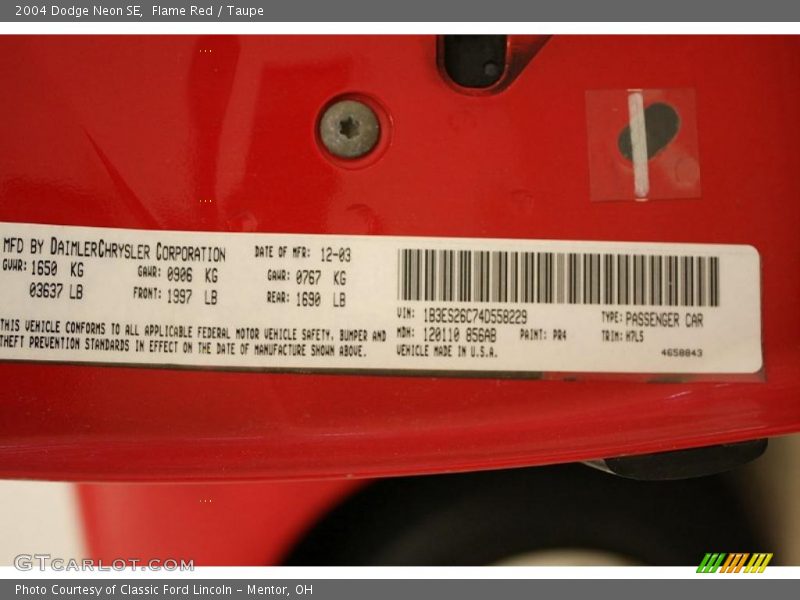 2004 Dodge Neon SE,  Flame Red / Taupe
MFD BY DAIMLERCHRYSLER CORPORATION
DATE OF MFR: 12-03
GVWR: 1650 KG
GAWR: 0906 KG
GAWR: 0767 KG
03637 LB
FRONT: 1997 LB
REAR: 1690 LB
THIS VEHICLE CONFORMS TO ALL APPLICABLE FEDERAL MOTOR VEHICLE SAFETY, BUMPER AND
THEFT PREVENTION STANDARDS IN EFFECT ON THE DATE OF MANUFACTURE SHOWN ABOVE.
VIN: 1B3ES26C74D558229
TYPE: PASSENGER CAR
MDH: 120110 856AB
PAINT: PR4
TRIM: H7L5
VEHICLE MADE IN U.S.A.
4658843
GTCARLOT.COM
Photo Courtesy of Classic Ford Lincoln - Mentor, OH